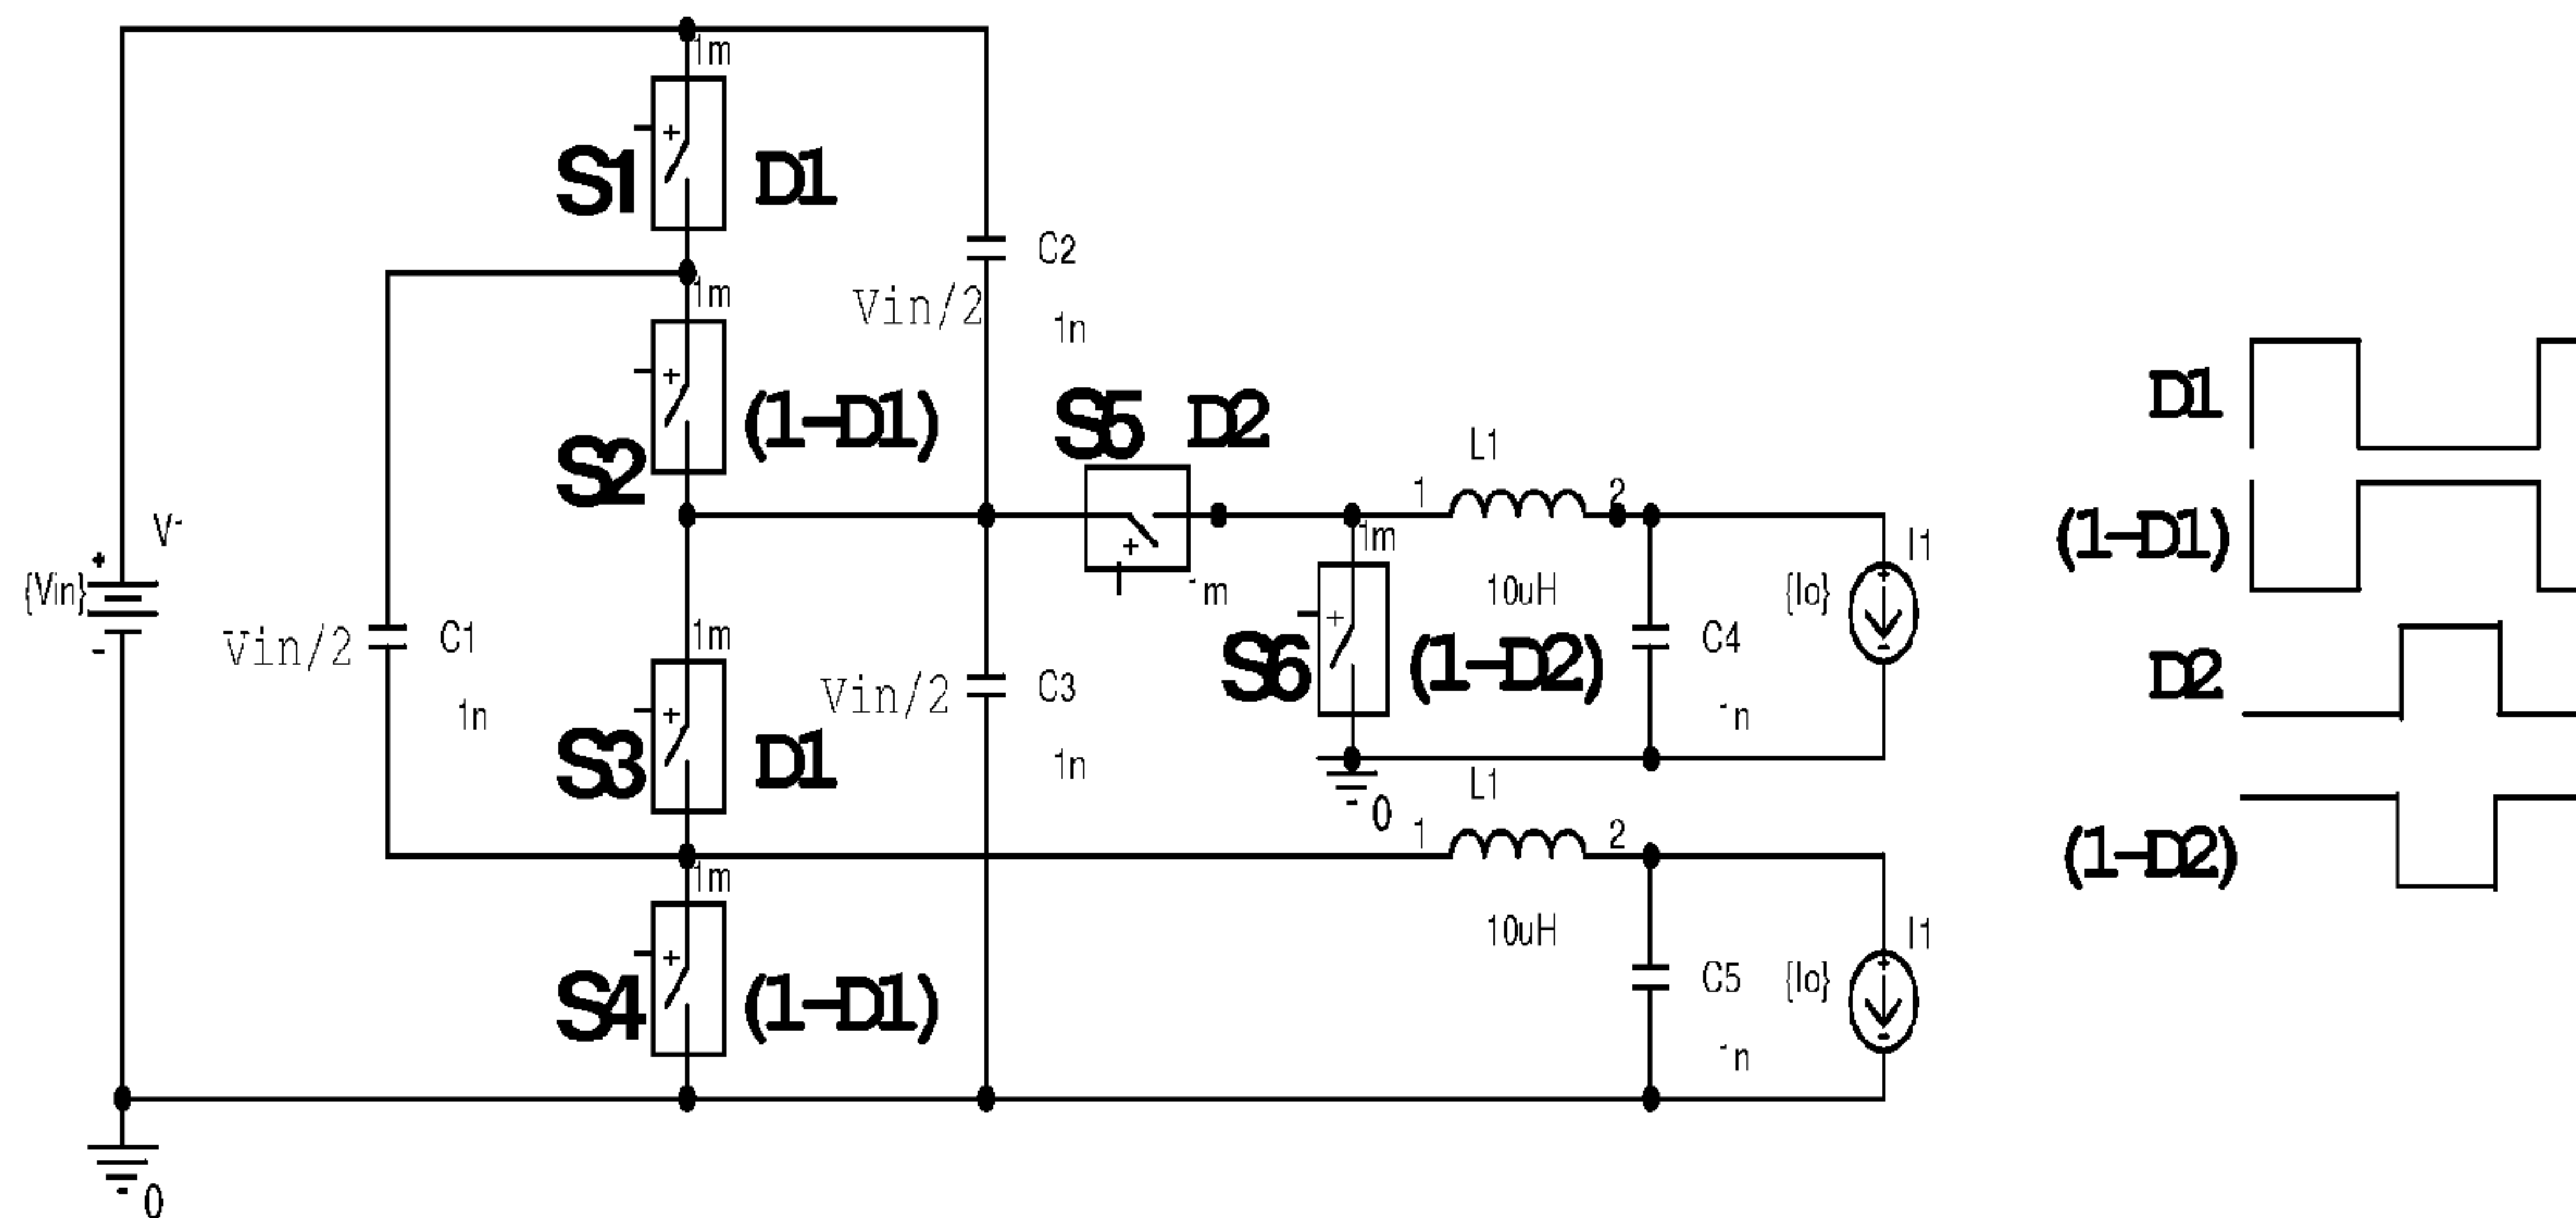 1m
S1 D1
1m
C2
Vin/2
1n
S2 (1-D1)
S5 D2
L1
1 2
1m
1m
10uH
V
+
{Vin}
-
Vin/2
C1
1n
1m
S3 D1
Vin/2
C3
1n
S6 (1-D2)
C4
{Io}
I1
0
L1
1 2
1m
S4 (1-D1)
10uH
C5
{Io}
I1
0
D1
(1-D1)
D2
(1-D2)